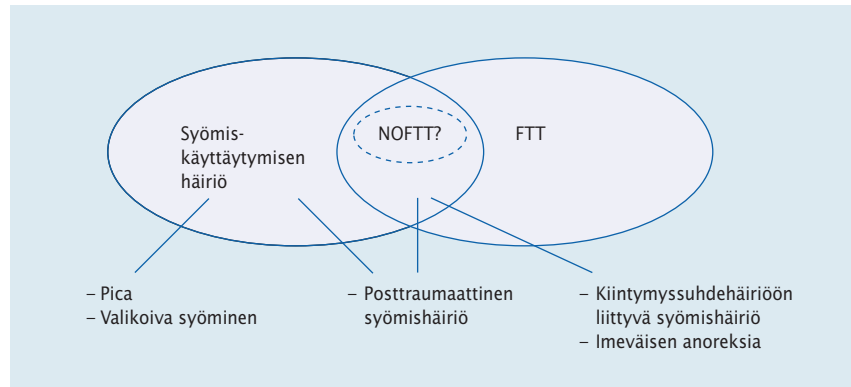 Syömis-
käyttäytymisen
häiriö
NOFTT?
FTT
– Pica
– Valikoiva syöminen
– Posttraumaattinen
syömishäiriö
– Kiintymyssuhdehäiriöön
liittyvä syömishäiriö
– Imeväisen anoreksia